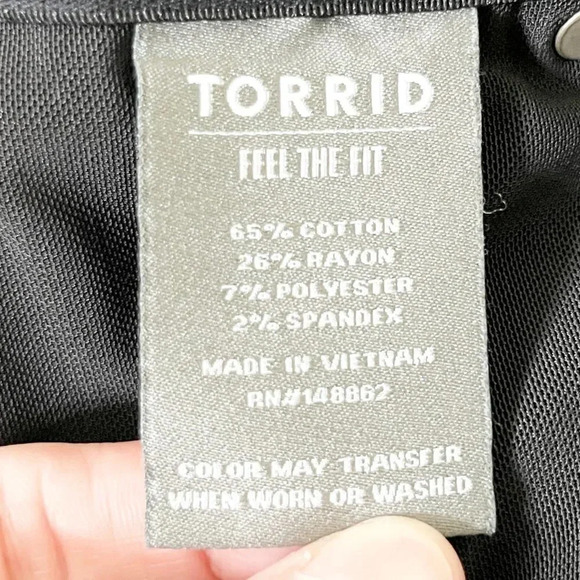 TORRID
FEEL THE FIT
65% COTTON
26% RAYON
7% POLYESTER
2% SPANDEX
MADE IN VIETNAM
RN#148862
COLOR MAY TRANSFER
WHEN WORN OR WASHED